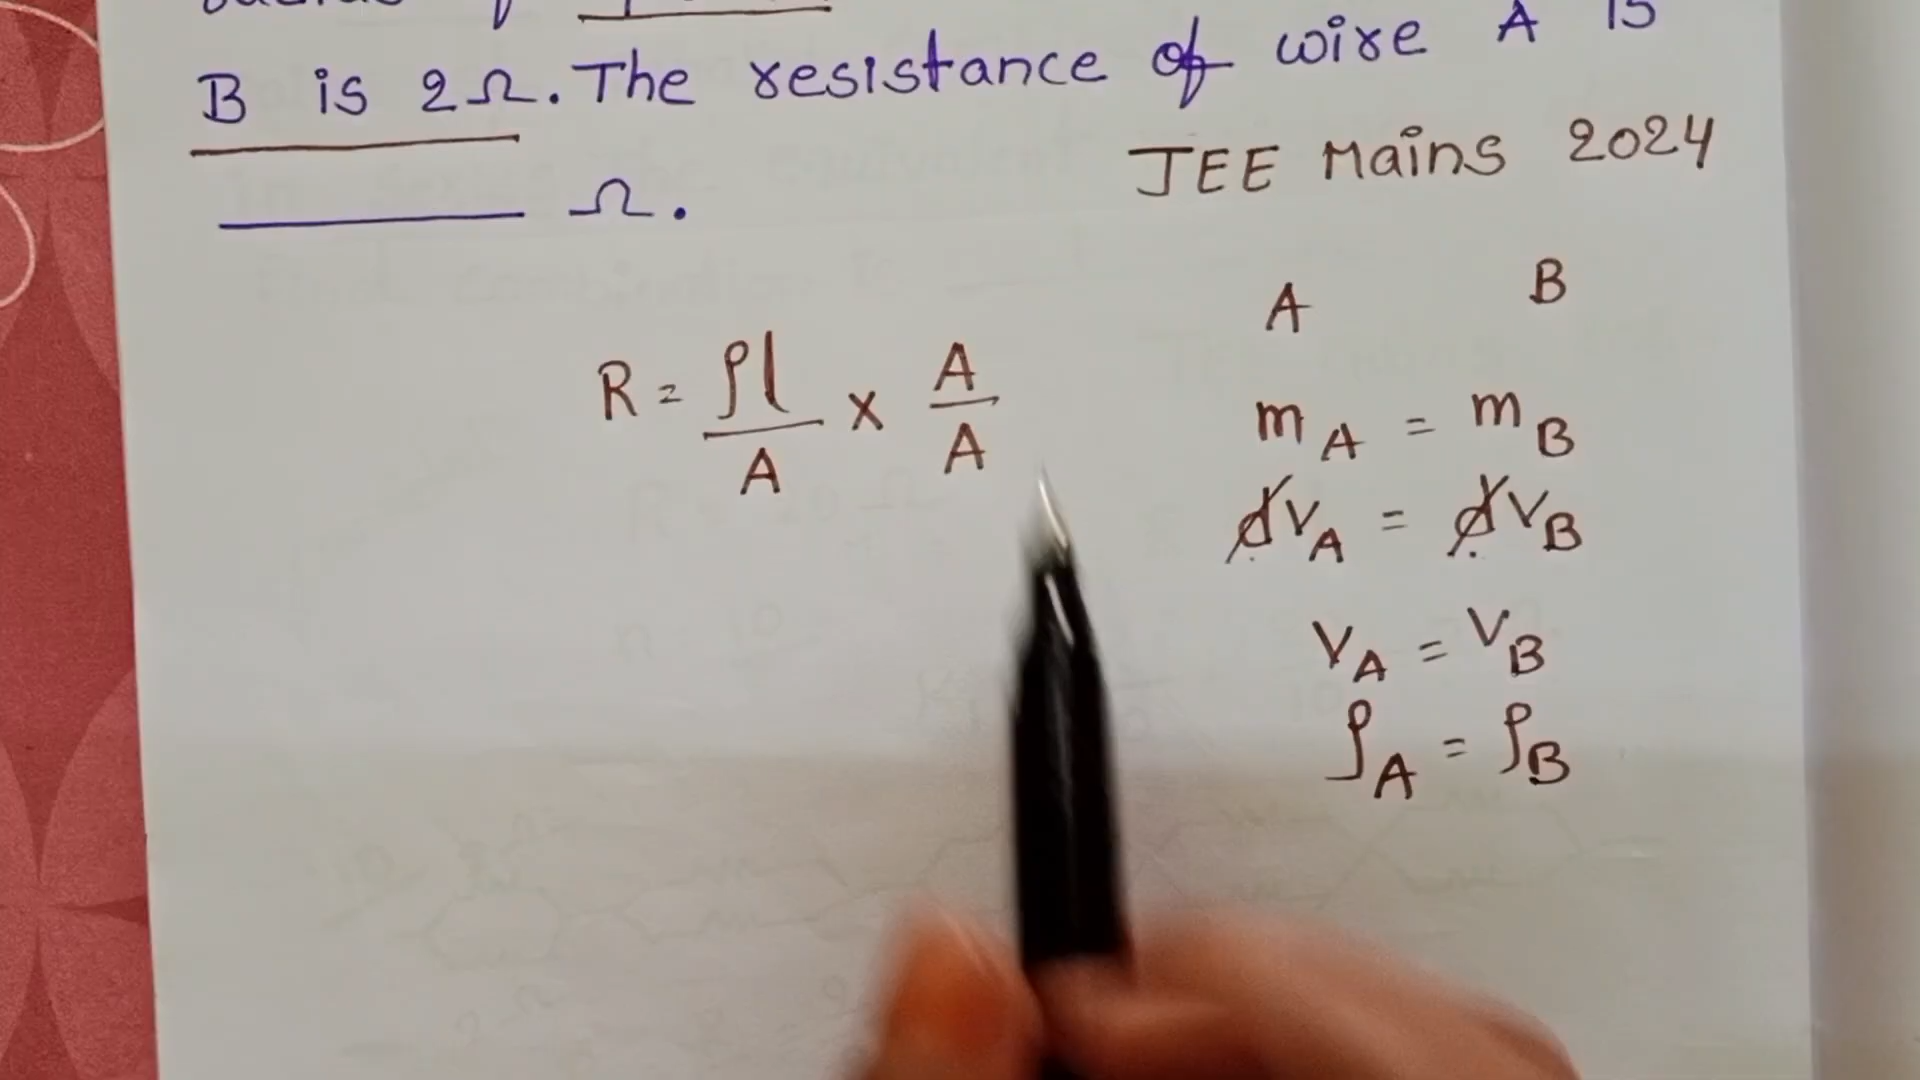 B is 2Ω. The resistance of wire A is
_______ Ω.
JEE Mains 2024
A B
R = ρl/A × A/A
m_A = m_B
dV_A = dV_B
V_A = V_B
ρ_A = ρ_B